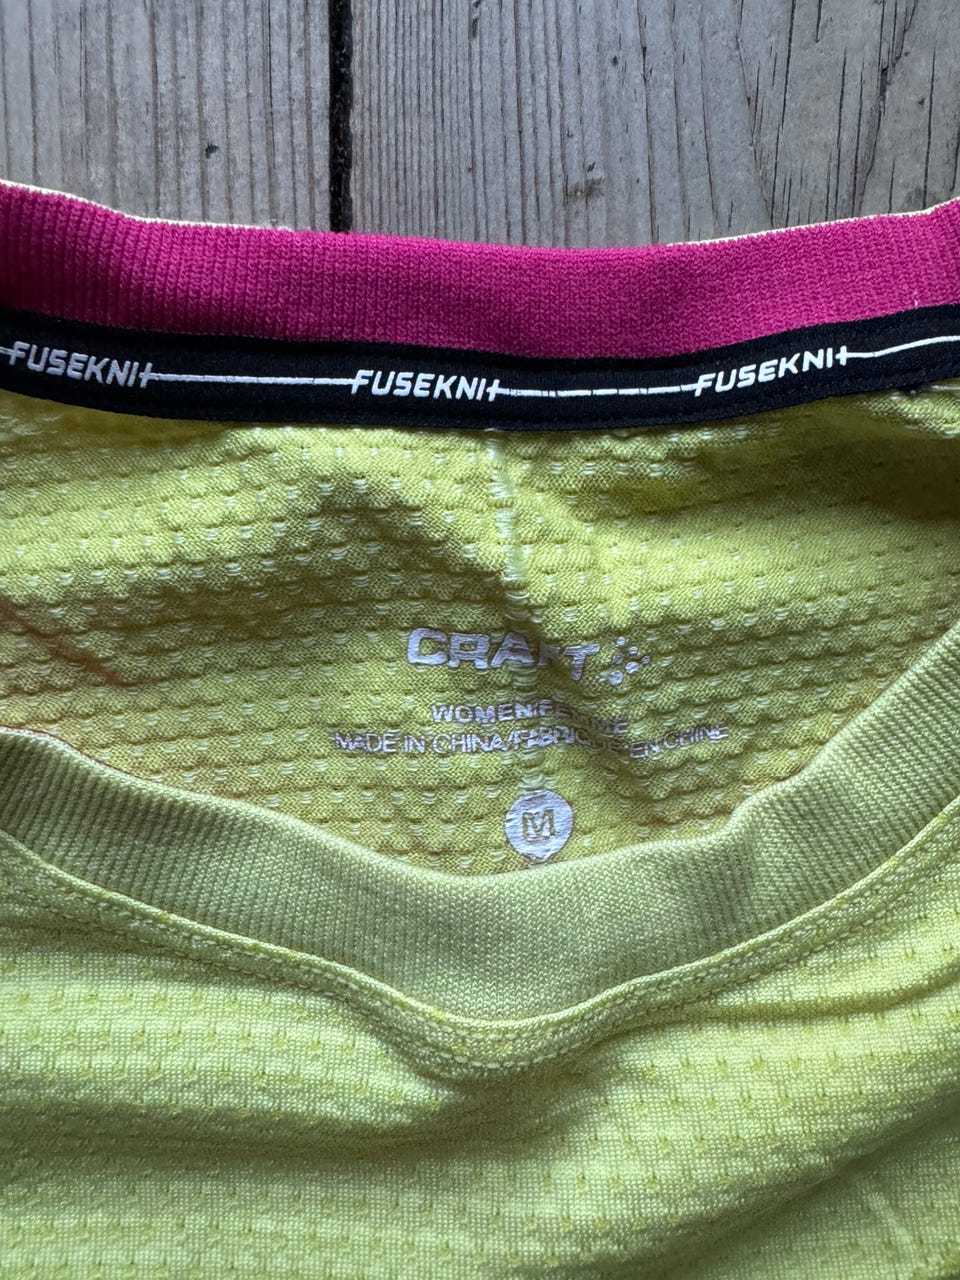 FUSEKNIT FUSEKNIT FUSEKNIT
CRAFT
WOMEN/FEMME
MADE IN CHINA/FABRIQUÉ EN CHINE
M